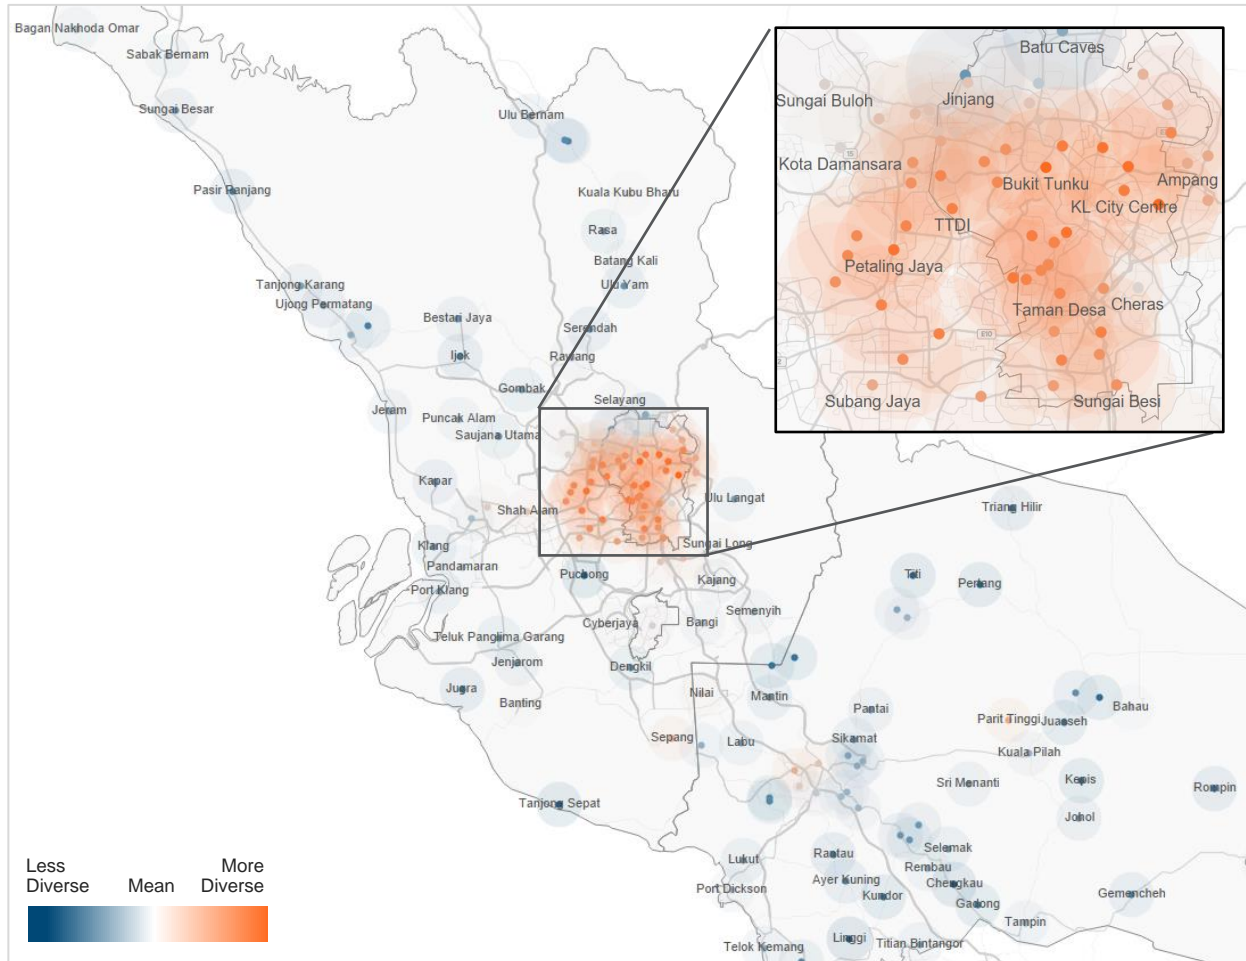 Bagan Nakhoda Omar
Sabak Bernam
Sungai Besar
Ulu Bernam
Pasir Panjang
Kuala Kubu Bharu
Rasa
Batang Kali
Ulu Yam
Tanjong Karang
Ujong Permatang
Bestari Jaya
Serendah
Ijok
Rawang
Gombak
Selayang
Jeram
Puncak Alam
Saujana Utama
Kapar
Shah Alam
Ulu Langat
Triang Hilir
Klang
Sungai Long
Pandamaran
Puchong
Kajang
Titi
Pertang
Port Klang
Semenyih
Cyberjaya
Bangi
Teluk Panglima Garang
Jenjarom
Dengkil
Jugra
Banting
Nilai
Mantin
Pantai
Parit Tinggi
Juasseh
Bahau
Sepang
Labu
Sikamat
Kuala Pilah
Sri Menanti
Kepis
Rompin
Tanjong Sepat
Johol
Selemak
Lukut
Rantau
Rembau
Ayer Kuning
Chengkau
Port Dickson
Kundor
Gadong
Gemencheh
Tampin
Linggi
Titian Bintangor
Telok Kemang
Batu Caves
Sungai Buloh
Jinjang
15
Kota Damansara
Bukit Tunku
Ampang
KL City Centre
TTDI
Petaling Jaya
Taman Desa
Cheras
E10
2
Subang Jaya
Sungai Besi
Less
Diverse
Mean
More
Diverse